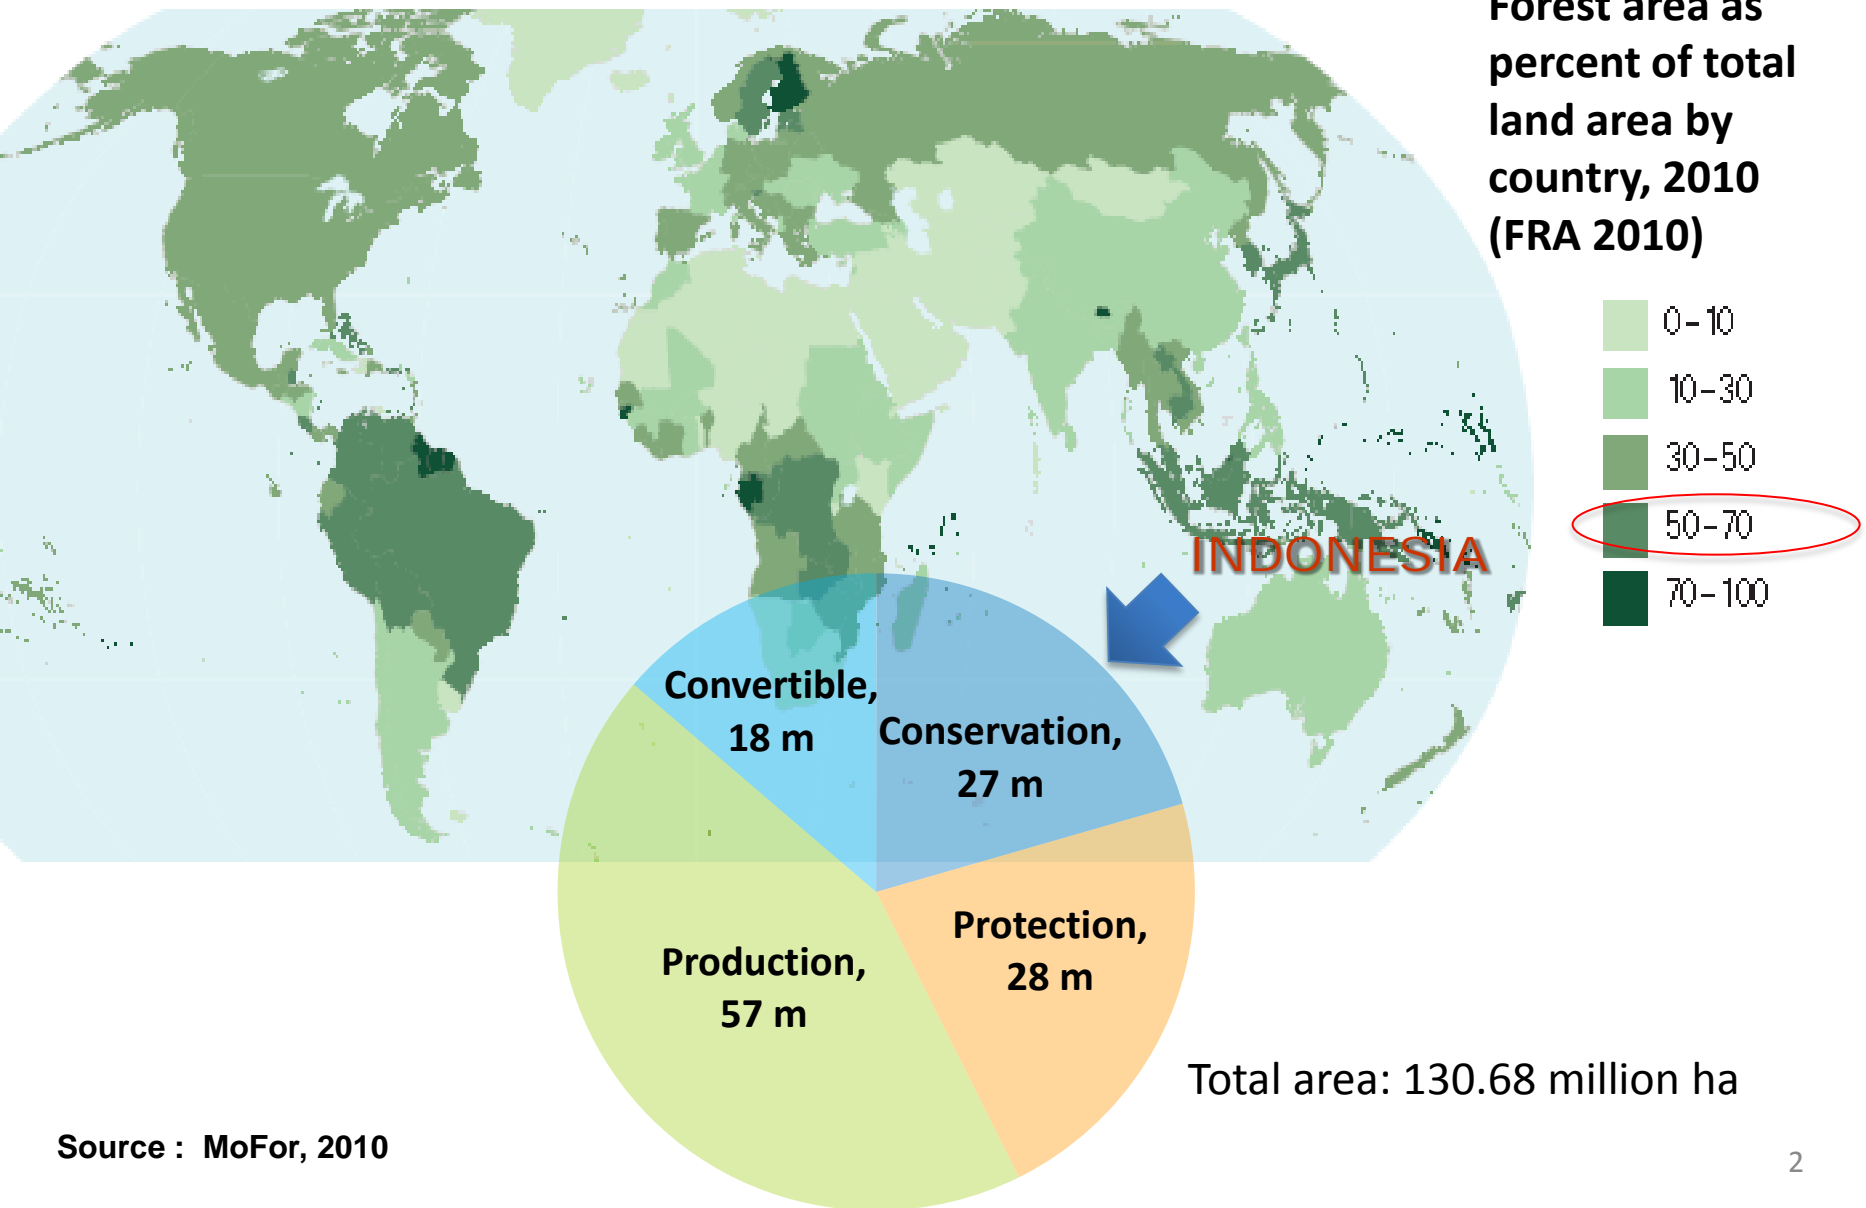 Forest area as
percent of total
land area by
country, 2010
(FRA 2010)
0-10
10-30
30-50
50-70
70-100
INDONESIA
Convertible,
18 m
Conservation,
27 m
Protection,
28 m
Production,
57 m
Total area: 130.68 million ha
Source : MoFor, 2010
2